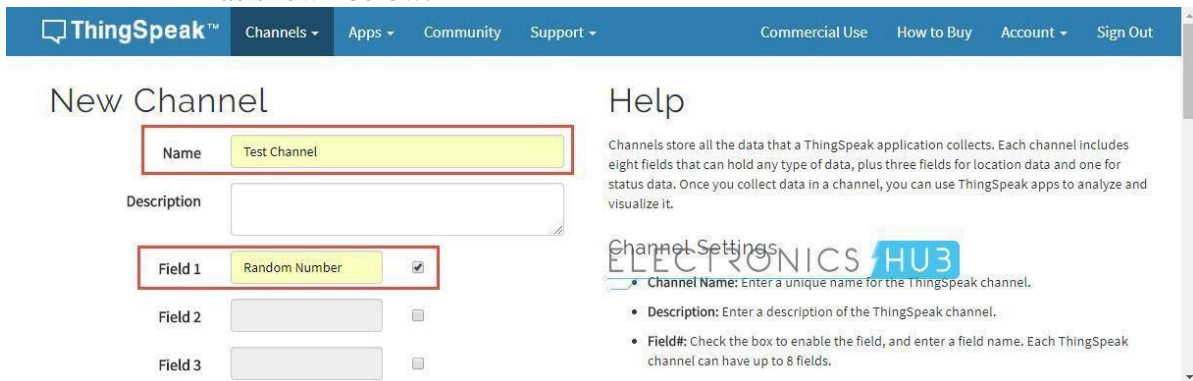 ThingSpeak™ Channels Apps Community Support Commercial Use How to Buy Account Sign Out
New Channel
Name Test Channel
Description
Field 1 Random Number
Field 2
Field 3
Help
Channels store all the data that a ThingSpeak application collects. Each channel includes
eight fields that can hold any type of data, plus three fields for location data and one for
status data. Once you collect data in a channel, you can use ThingSpeak apps to analyze and
visualize it.
Channel Settings
ELECTRONICS HUB
• Channel Name: Enter a unique name for the ThingSpeak channel.
• Description: Enter a description of the ThingSpeak channel.
• Field#: Check the box to enable the field, and enter a field name. Each ThingSpeak
channel can have up to 8 fields.